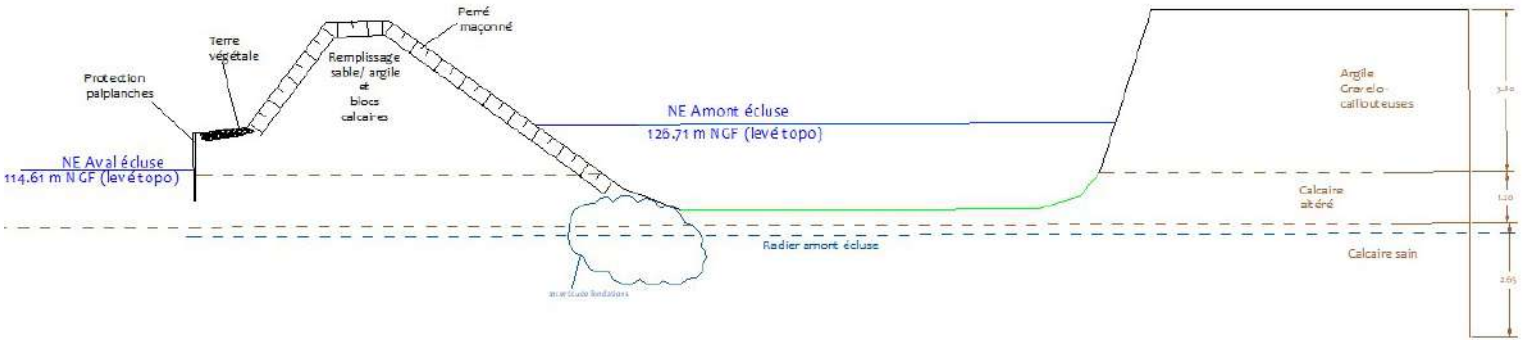 Perré
maçonné
Terre
végétale
Remplissage
sable/ argile
et
blocs
calcaires
Protection
palplanches
Argile
Gravelo-
caillouteuses
NE Amont écluse
126.71 m NGF (levé topo)
NE Aval écluse
114.61 m NGF (levé topo)
Calcaire
altéré
1.20
Radier amont écluse
Calcaire sain
2.65